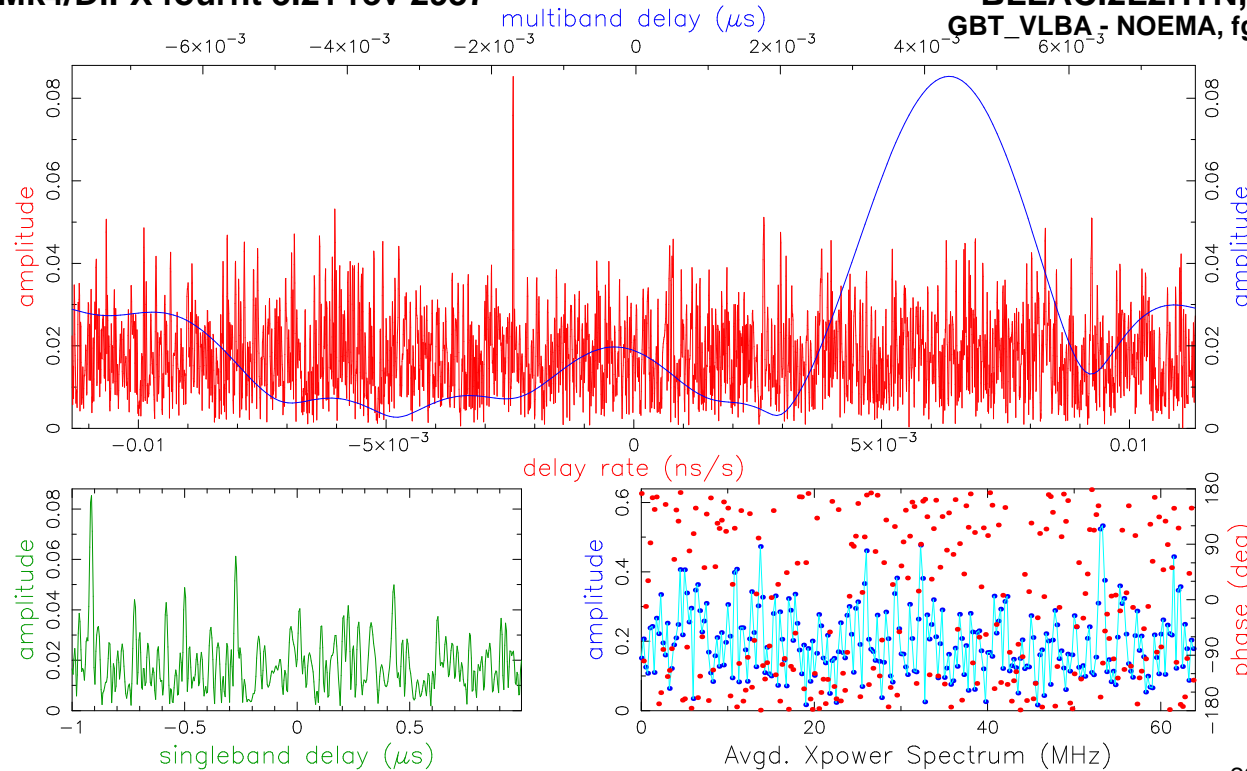 multiband delay (μs)
GBT_VLBA - NOEMA,
−6×10⁻³ −4×10⁻³ −2×10⁻³ 0 2×10⁻³ 4×10⁻³ 6×10⁻³
amplitude
0 0.02 0.04 0.06 0.08
0 0.02 0.04 0.06 0.08
amplitude
−0.01 −5×10⁻³ 0 5×10⁻³ 0.01
delay rate (ns/s)
amplitude
0 0.02 0.04 0.06 0.08
−1 −0.5 0 0.5
singleband delay (μs)
amplitude
0 0.2 0.4 0.6
−180 −90 0 90 180
phase (deg)
0 20 40 60
Avgd. Xpower Spectrum (MHz)